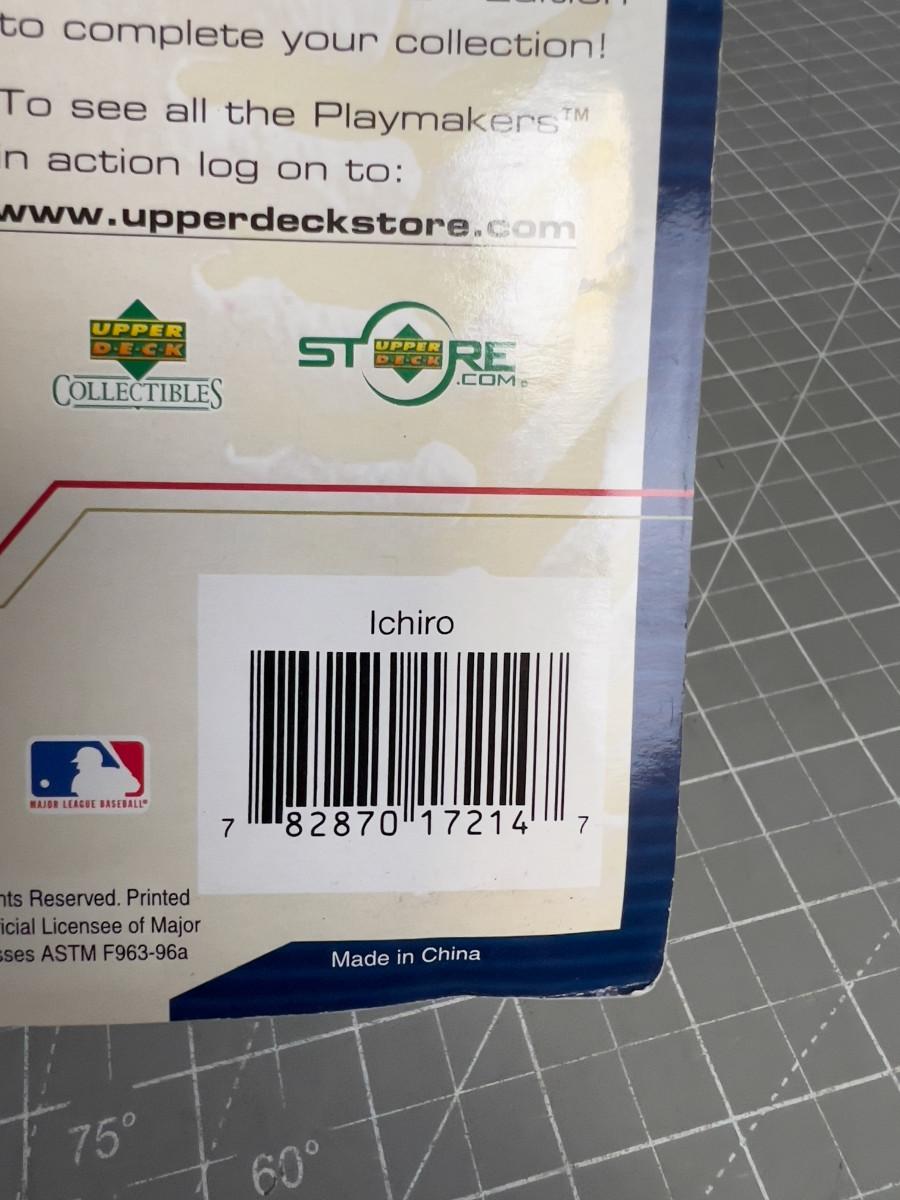 to complete your collection!
To see all the Playmakers™
in action log on to:
www.upperdeckstore.com
UPPER
DECK
COLLECTIBLES
STORE
UPPER
DECK
.COM
Ichiro
7 82870 17214 7
MAJOR LEAGUE BASEBALL®
nts Reserved. Printed
icial Licensee of Major
sses ASTM F963-96a
Made in China
75°
60°